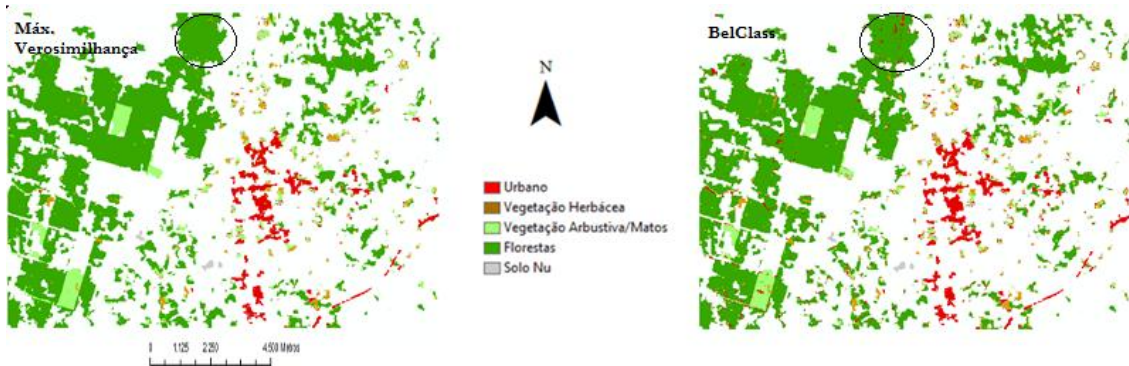 Máx.
Verosimilhança
N
Urbano
Vegetação Herbácea
Vegetação Arbustiva/Matos
Florestas
Solo Nu
0 1.125 2.250 4.500 Metros
BelClass